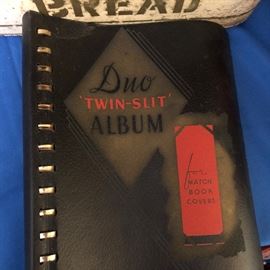 BREAD
Duo
'TWIN-SLIT'
ALBUM
for
MATCH
BOOK
COVERS